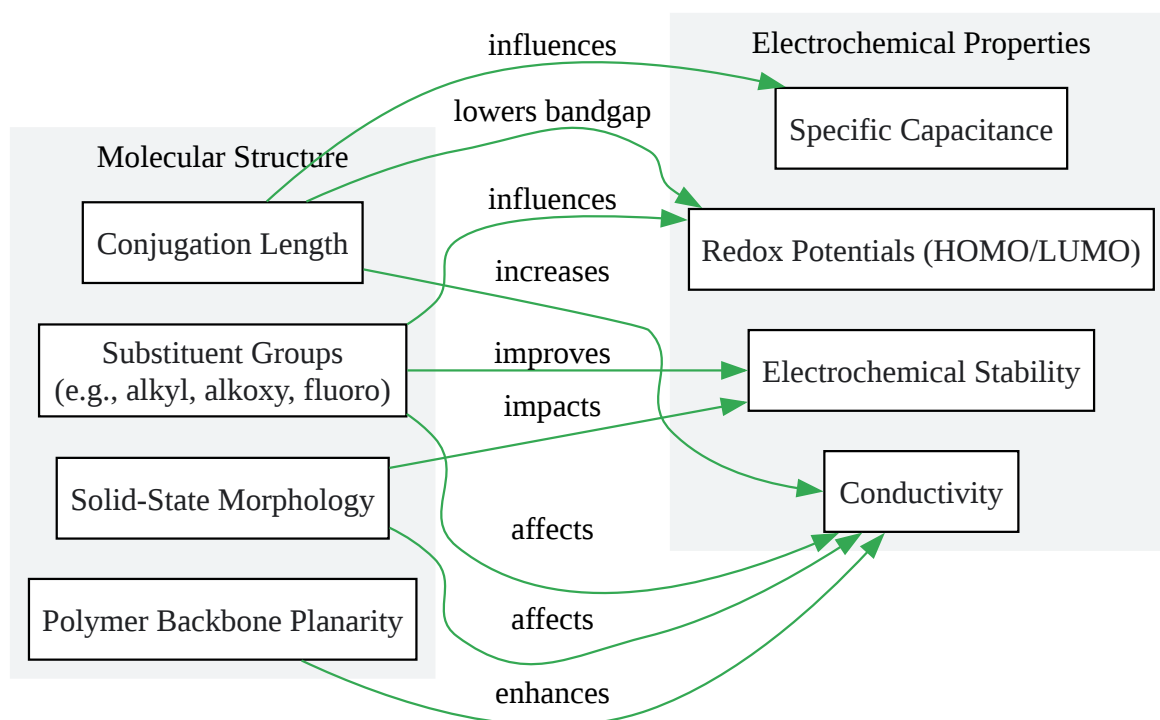 Molecular Structure
Conjugation Length
Substituent Groups
(e.g., alkyl, alkoxy, fluoro)
Solid-State Morphology
Polymer Backbone Planarity
influences
lowers bandgap
influences
increases
improves
impacts
affects
affects
enhances
Electrochemical Properties
Specific Capacitance
Redox Potentials (HOMO/LUMO)
Electrochemical Stability
Conductivity